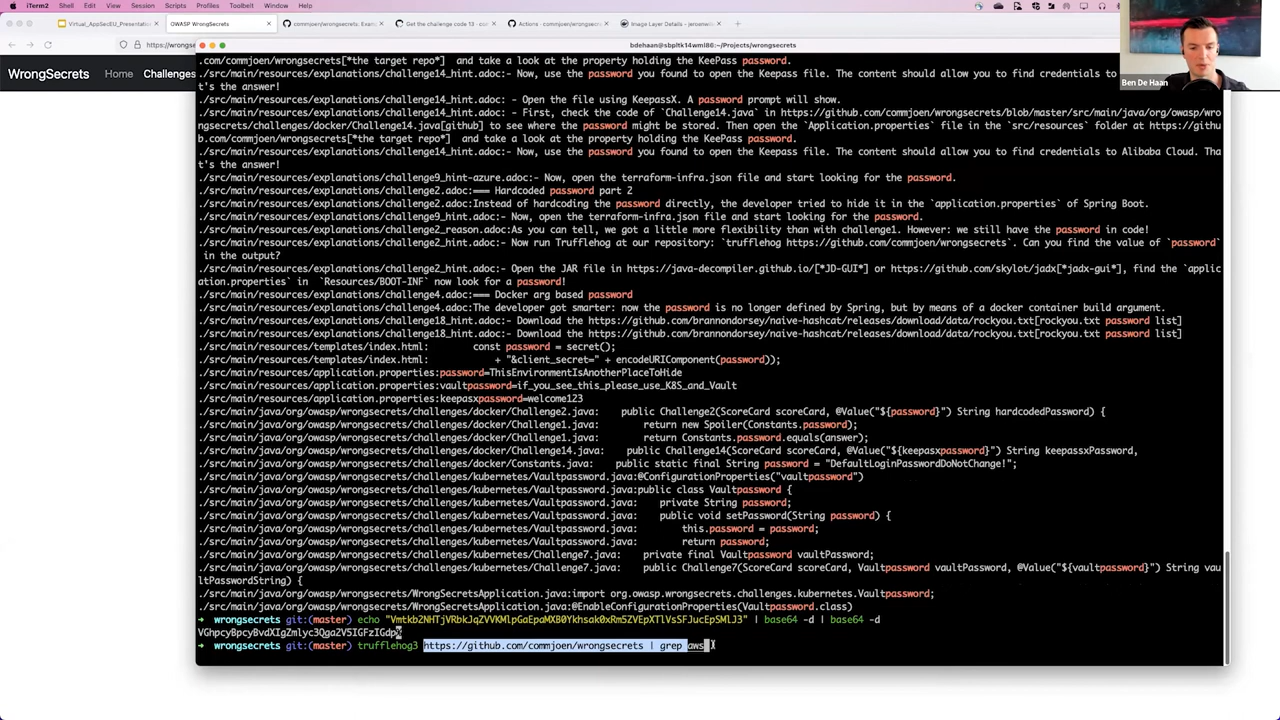 iTerm2 Shell Edit View Session Scripts Profiles Toolbelt Window Help
Virtual_AppSecEU_Presentation
OWASP WrongSecrets
commjoen/wrongsecrets: Exam
Get the challenge code 13 · com
Actions · commjoen/wrongsecre
Image Layer Details - jeroenwil
https://wrongsec
bdehaan@sbpltk14wml86:~/Projects/wrongsecrets
WrongSecrets Home Challenges
Ben De Haan
.com/commjoen/wrongsecrets[*the target repo*] and take a look at the property holding the KeePass password.
./src/main/resources/explanations/challenge14_hint.adoc: - Now, use the password you found to open the Keepass file. The content should allow you to find credentials to
t's the answer!
./src/main/resources/explanations/challenge14_hint.adoc: - Open the file using KeepassX. A password prompt will show.
./src/main/resources/explanations/challenge14_hint.adoc: - First, check the code of `Challenge14.java` in https://github.com/commjoen/wrongsecrets/blob/master/src/main/java/org/owasp/wro
ngsecrets/challenges/docker/Challenge14.java[github] to see where the password might be stored. Then open the `Application.properties` file in the `src/resources` folder at https://githu
b.com/commjoen/wrongsecrets[*the target repo*] and take a look at the property holding the KeePass password.
./src/main/resources/explanations/challenge14_hint.adoc: - Now, use the password you found to open the Keepass file. The content should allow you to find credentials to Alibaba Cloud. Tha
t's the answer!
./src/main/resources/explanations/challenge9_hint-azure.adoc:- Now, open the terraform-infra.json file and start looking for the password.
./src/main/resources/explanations/challenge2.adoc:=== Hardcoded password part 2
./src/main/resources/explanations/challenge2.adoc:Instead of hardcoding the password directly, the developer tried to hide it in the `application.properties` of Spring Boot.
./src/main/resources/explanations/challenge9_hint.adoc:- Now, open the terraform-infra.json file and start looking for the password.
./src/main/resources/explanations/challenge2_reason.adoc:As you can tell, we got a little more flexibility than with challenge1. However: we still have the password in code!
./src/main/resources/explanations/challenge2_hint.adoc:- Now run Trufflehog at our repository: `trufflehog https://github.com/commjoen/wrongsecrets`. Can you find the value of `password`
in the output?
./src/main/resources/explanations/challenge2_hint.adoc:- Open the JAR file in https://java-decompiler.github.io/[*JD-GUI*] or https://github.com/skylot/jadx[*jadx-gui*], find the `applic
ation.properties` in `Resources/BOOT-INF` now look for a password!
./src/main/resources/explanations/challenge4.adoc:=== Docker arg based password
./src/main/resources/explanations/challenge4.adoc:The developer got smarter: now the password is no longer defined by Spring, but by means of a docker container build argument.
./src/main/resources/explanations/challenge18_hint.adoc:- Download the https://github.com/brannondorsey/naive-hashcat/releases/download/data/rockyou.txt[rockyou.txt password list]
./src/main/resources/explanations/challenge18_hint.adoc:- Download the https://github.com/brannondorsey/naive-hashcat/releases/download/data/rockyou.txt[rockyou.txt password list]
./src/main/resources/templates/index.html: const password = secret();
./src/main/resources/templates/index.html: + "&client_secret=" + encodeURIComponent(password));
./src/main/resources/application.properties:password=ThisEnvironmentIsAnotherPlaceToHide
./src/main/resources/application.properties:vaultpassword=if_you_see_this_please_use_K8S_and_Vault
./src/main/resources/application.properties:keepasxpassword=welcome123
./src/main/java/org/owasp/wrongsecrets/challenges/docker/Challenge2.java: public Challenge2(ScoreCard scoreCard, @Value("${password}") String hardcodedPassword) {
./src/main/java/org/owasp/wrongsecrets/challenges/docker/Challenge1.java: return new Spoiler(Constants.password);
./src/main/java/org/owasp/wrongsecrets/challenges/docker/Challenge1.java: return Constants.password.equals(answer);
./src/main/java/org/owasp/wrongsecrets/challenges/docker/Challenge14.java: public Challenge14(ScoreCard scoreCard, @Value("${keepasxpassword}") String keepassxPassword,
./src/main/java/org/owasp/wrongsecrets/challenges/docker/Constants.java: public static final String password = "DefaultLoginPasswordDoNotChange!";
./src/main/java/org/owasp/wrongsecrets/challenges/kubernetes/Vaultpassword.java:@ConfigurationProperties("vaultpassword")
./src/main/java/org/owasp/wrongsecrets/challenges/kubernetes/Vaultpassword.java:public class Vaultpassword {
./src/main/java/org/owasp/wrongsecrets/challenges/kubernetes/Vaultpassword.java: private String password;
./src/main/java/org/owasp/wrongsecrets/challenges/kubernetes/Vaultpassword.java: public void setPassword(String password) {
./src/main/java/org/owasp/wrongsecrets/challenges/kubernetes/Vaultpassword.java: this.password = password;
./src/main/java/org/owasp/wrongsecrets/challenges/kubernetes/Vaultpassword.java: return password;
./src/main/java/org/owasp/wrongsecrets/challenges/kubernetes/Challenge7.java: private final Vaultpassword vaultPassword;
./src/main/java/org/owasp/wrongsecrets/challenges/kubernetes/Challenge7.java: public Challenge7(ScoreCard scoreCard, Vaultpassword vaultPassword, @Value("${vaultpassword}") String vau
ltPasswordString) {
./src/main/java/org/owasp/wrongsecrets/WrongSecretsApplication.java:import org.owasp.wrongsecrets.challenges.kubernetes.Vaultpassword;
./src/main/java/org/owasp/wrongsecrets/WrongSecretsApplication.java:@EnableConfigurationProperties(Vaultpassword.class)
→ wrongsecrets git:(master) echo "Vmtkb2NHTjVRbkJqZVVKMlpGaEpaMXB0Ykhsak0xRm5ZVEpXTlVsSFJucEpSMlJ3" | base64 -d | base64 -d
VGhpcyBpcyBvdXIgZmlyc3Qga2V5IGFzIGdp%
→ wrongsecrets git:(master) trufflehog3 https://github.com/commjoen/wrongsecrets | grep aws